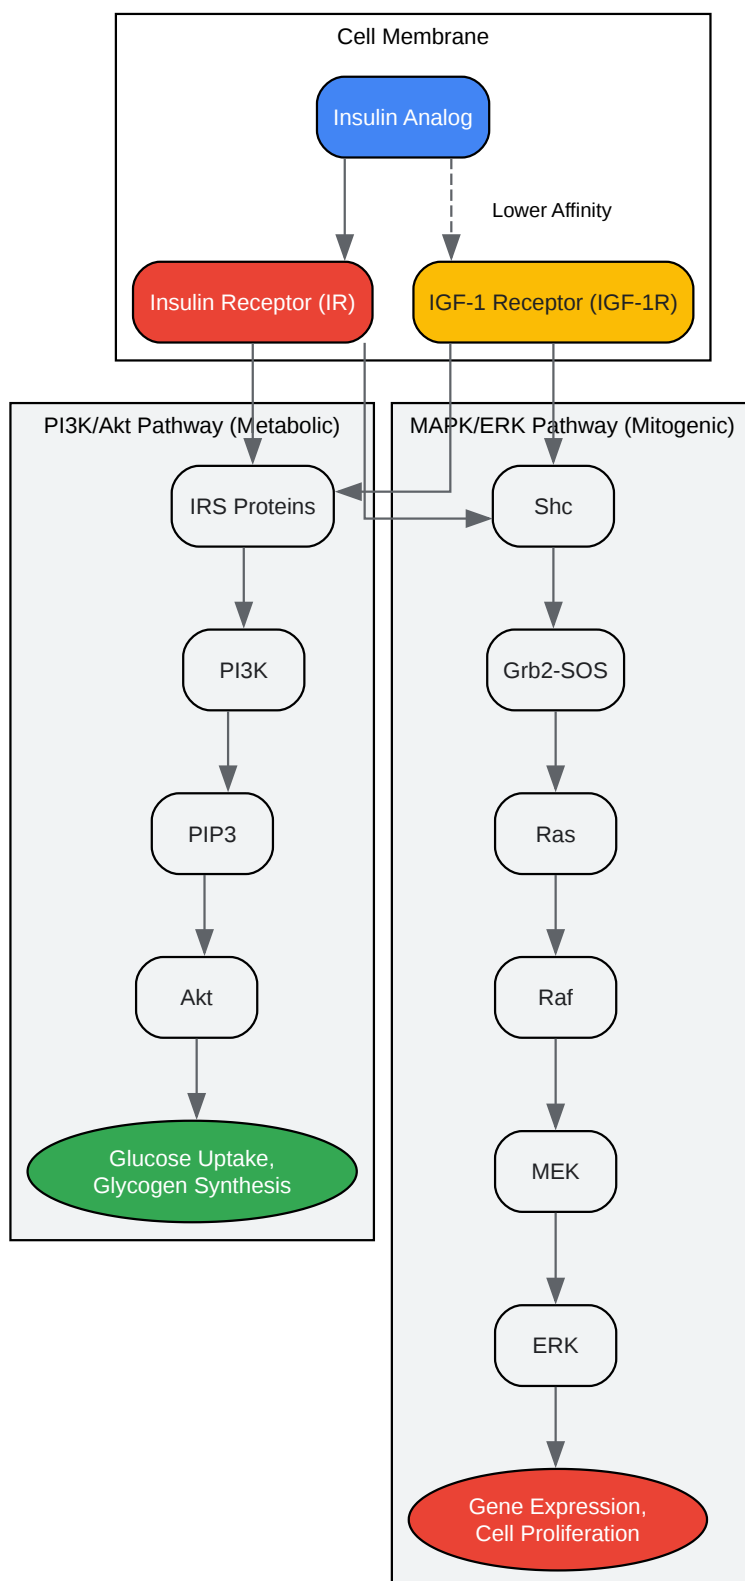 Cell Membrane
Insulin Analog
Lower Affinity
Insulin Receptor (IR)
IGF-1 Receptor (IGF-1R)
PI3K/Akt Pathway (Metabolic)
MAPK/ERK Pathway (Mitogenic)
IRS Proteins
Shc
PI3K
Grb2-SOS
PIP3
Ras
Akt
Raf
Glucose Uptake,
Glycogen Synthesis
MEK
ERK
Gene Expression,
Cell Proliferation